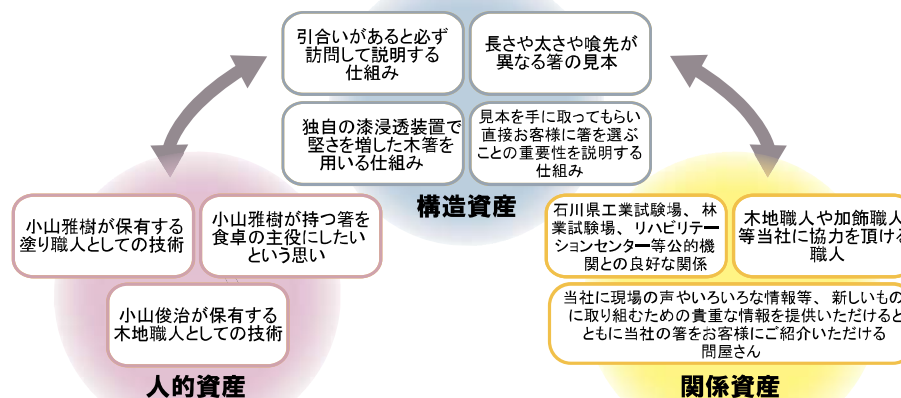 引合いがあると必ず
訪問して説明する
仕組み
長さや太さや喰先が
異なる箸の見本
独自の漆浸透装置で
堅さを増した木箸を
用いる仕組み
見本を手に取ってもらい
直接お客様に箸を選ぶ
ことの重要性を説明する
仕組み
構造資産
小山雅樹が保有する
塗り職人としての技術
小山雅樹が持つ箸を
食卓の主役にしたい
という思い
小山俊治が保有する
木地職人としての技術
人的資産
石川県工業試験場、林
業試験場、リハビリテー
ションセンター等公的機
関との良好な関係
木地職人や加飾職人
等当社に協力を頂ける
職人
当社に現場の声やいろいろな情報等、新しいもの
に取り組むための貴重な情報を提供いただけると
ともに当社の箸をお客様にご紹介いただける
問屋さん
関係資産